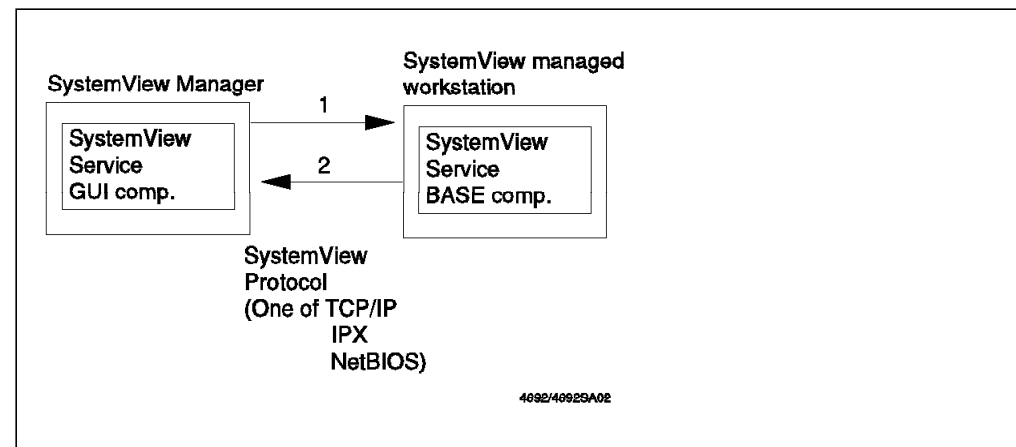 SystemView Manager
SystemView managed
workstation
1
SystemView
Service
GUI comp.
2
SystemView
Service
BASE comp.
SystemView
Protocol
(One of TCP/IP
IPX
NetBIOS)
4692/4692SA02